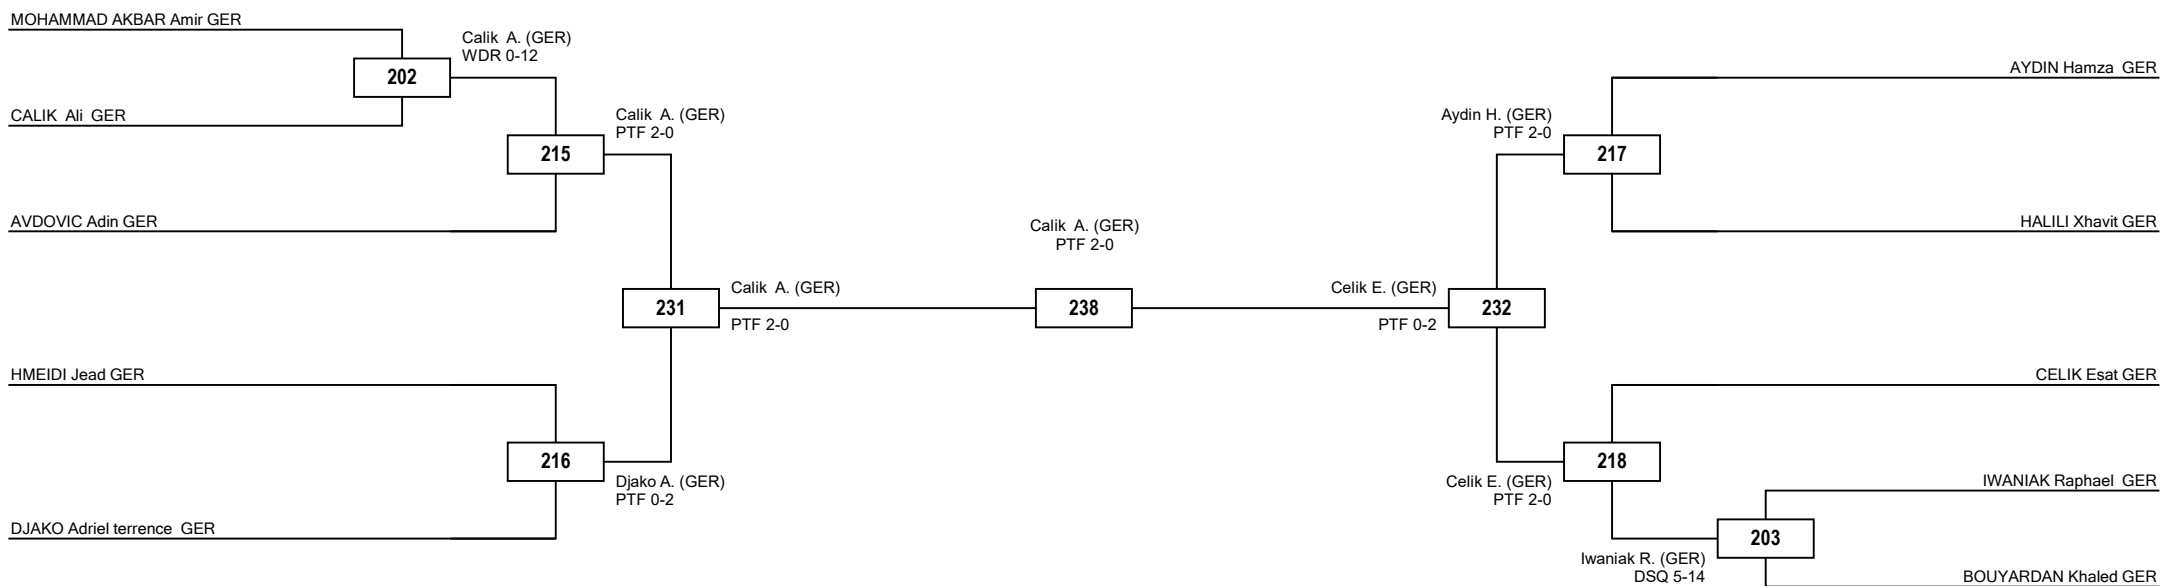 MOHAMMAD AKBAR Amir GER
Calik  A. (GER)
WDR 0-12
202
CALIK  Ali  GER
Calik  A. (GER)
PTF 2-0
215
AVDOVIC Adin GER
Calik  A. (GER)
PTF 2-0
231
HMEIDI Jead GER
216
Djako A. (GER)
PTF 0-2
DJAKO Adriel terrence  GER
Calik  A. (GER)
PTF 2-0
238
AYDIN Hamza  GER
Aydin H. (GER)
PTF 2-0
217
HALILI Xhavit GER
Celik E. (GER)
PTF 0-2
232
CELIK Esat GER
218
Celik E. (GER)
PTF 2-0
IWANIAK Raphael  GER
203
Iwaniak R. (GER)
DSQ 5-14
BOUYARDAN Khaled GER